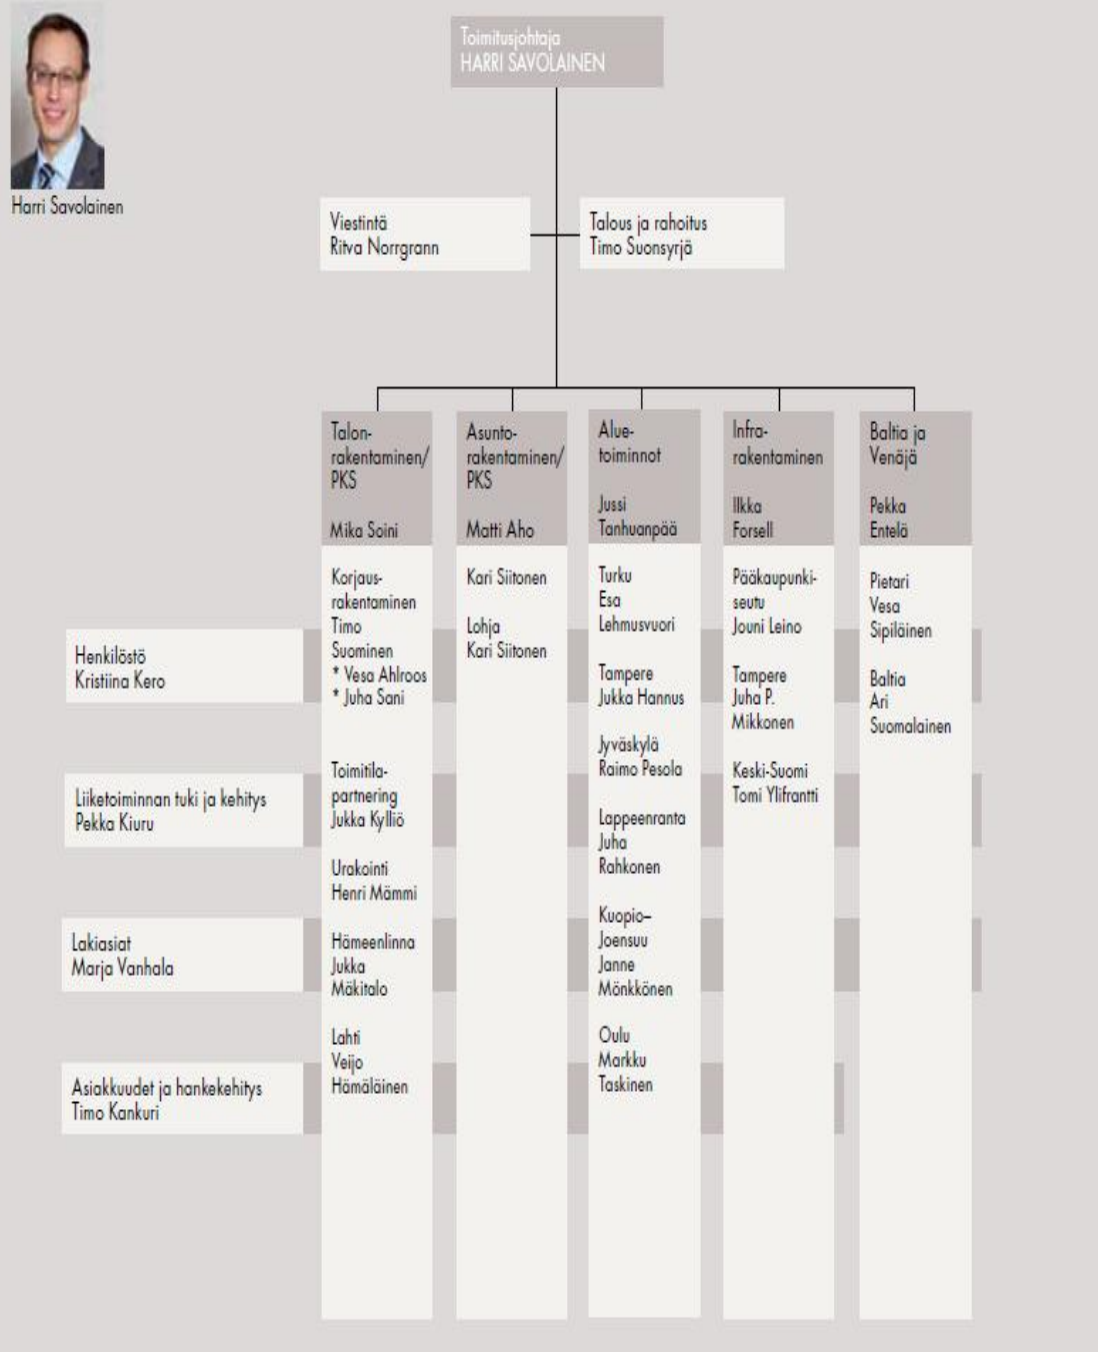 Toimitusjohtaja
HARRI SAVOLAINEN
Harri Savolainen
Viestintä
Ritva Norrgrann
Talous ja rahoitus
Timo Suonsyrjä
Talon-
rakentaminen/
PKS
Mika Soini
Asunto-
rakentaminen/
PKS
Matti Aho
Alue-
toiminnot
Jussi
Tanhuanpää
Infra-
rakentaminen
Ilkka
Forsell
Baltia ja
Venäjä
Pekka
Entelä
Korjaus-
rakentaminen
Timo
Suominen
* Vesa Ahlroos
* Juha Sani
Toimitila-
partnering
Jukka Kylliö
Urakointi
Henri Mämmi
Hämeenlinna
Jukka
Mäkitalo
Lahti
Veijo
Hämäläinen
Kari Siitonen
Lohja
Kari Siitonen
Turku
Esa
Lehmusvuori
Tampere
Jukka Hannus
Jyväskylä
Raimo Pesola
Lappeenranta
Juha
Rahkonen
Kuopio–
Joensuu
Janne
Mönkkönen
Oulu
Markku
Taskinen
Pääkaupunki-
seutu
Jouni Leino
Tampere
Juha P.
Mikkonen
Keski-Suomi
Tomi Ylifrantti
Pietari
Vesa
Sipiläinen
Baltia
Ari
Suomalainen
Henkilöstö
Kristiina Kero
Liiketoiminnan tuki ja kehitys
Pekka Kiuru
Lakiasiat
Marja Vanhala
Asiakkuudet ja hankekehitys
Timo Kankuri